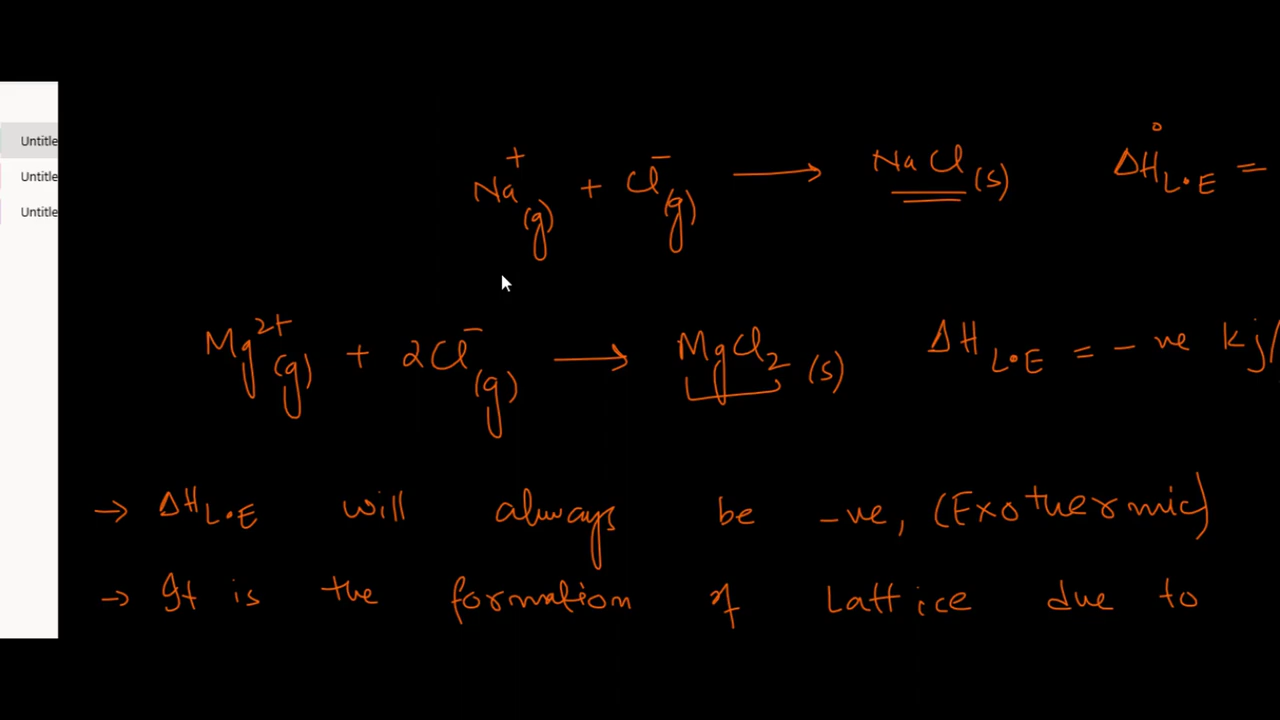 Untitle
Untitle
Untitle
Na⁺(g) + Cl⁻(g) ⟶ NaCl(s) ΔH°L.E =
Mg²⁺(g) + 2Cl⁻(g) ⟶ MgCl₂(s) ΔHL.E = -ve kj/
→ ΔHL.E will always be -ve, (Exothermic)
→ It is the formation of Lattice due to